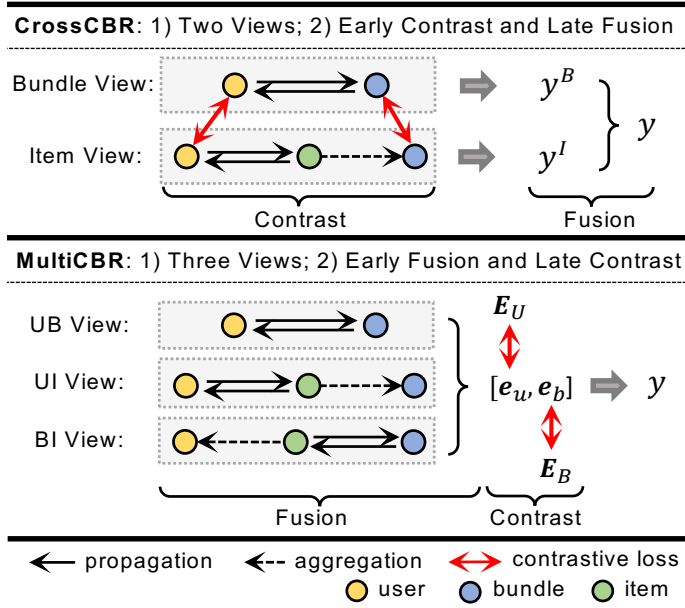 CrossCBR: 1) Two Views; 2) Early Contrast and Late Fusion
Bundle View:
y^B
Item View:
y^I
y
Contrast
Fusion
MultiCBR: 1) Three Views; 2) Early Fusion and Late Contrast
UB View:
E_U
UI View:
[e_u, e_b]
y
BI View:
E_B
Fusion
Contrast
propagation
aggregation
contrastive loss
user
bundle
item